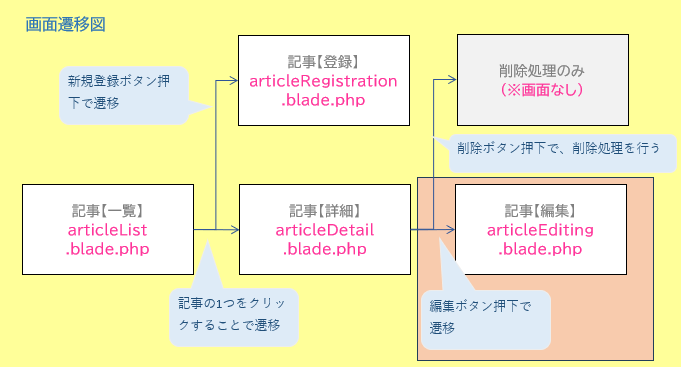 画面遷移図
記事【登録】
articleRegistration
.blade.php
削除処理のみ
（※画面なし）
新規登録ボタン押
下で遷移
削除ボタン押下で、削除処理を行う
記事【一覧】
articleList
.blade.php
記事【詳細】
articleDetail
.blade.php
記事【編集】
articleEditing
.blade.php
記事の1つをクリッ
クすることで遷移
編集ボタン押下で
遷移